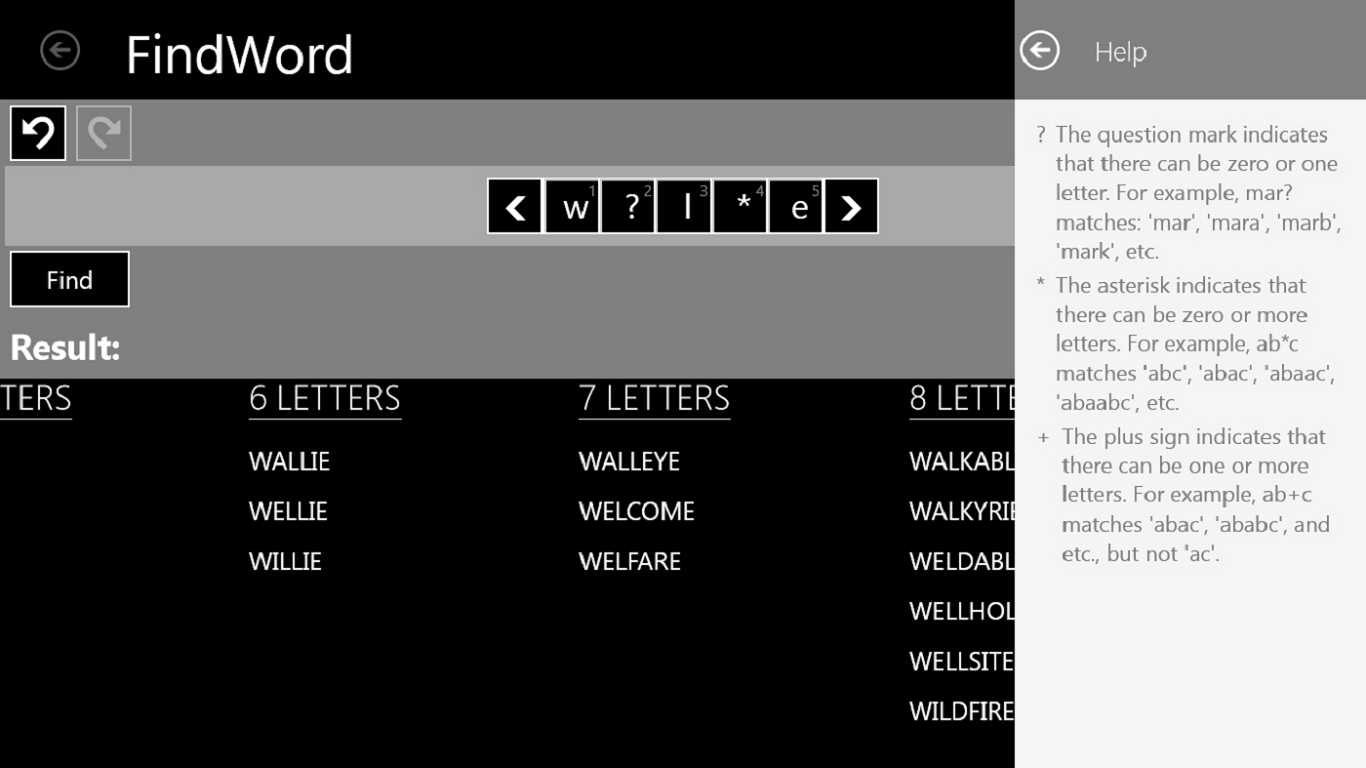 FindWord
w 1 ? 2 l 3 * 4 e 5
Find
Result:
TERS
6 LETTERS
WALLIE
WELLIE
WILLIE
7 LETTERS
WALLEYE
WELCOME
WELFARE
8 LETTE
WALKABL
WALKYRIE
WELDABL
WELLHOL
WELLSITE
WILDFIRE
Help
? The question mark indicates
that there can be zero or one
letter. For example, mar?
matches: 'mar', 'mara', 'marb',
'mark', etc.
* The asterisk indicates that
there can be zero or more
letters. For example, ab*c
matches 'abc', 'abac', 'abaac',
'abaabc', etc.
+ The plus sign indicates that
there can be one or more
letters. For example, ab+c
matches 'abac', 'ababc', and
etc., but not 'ac'.